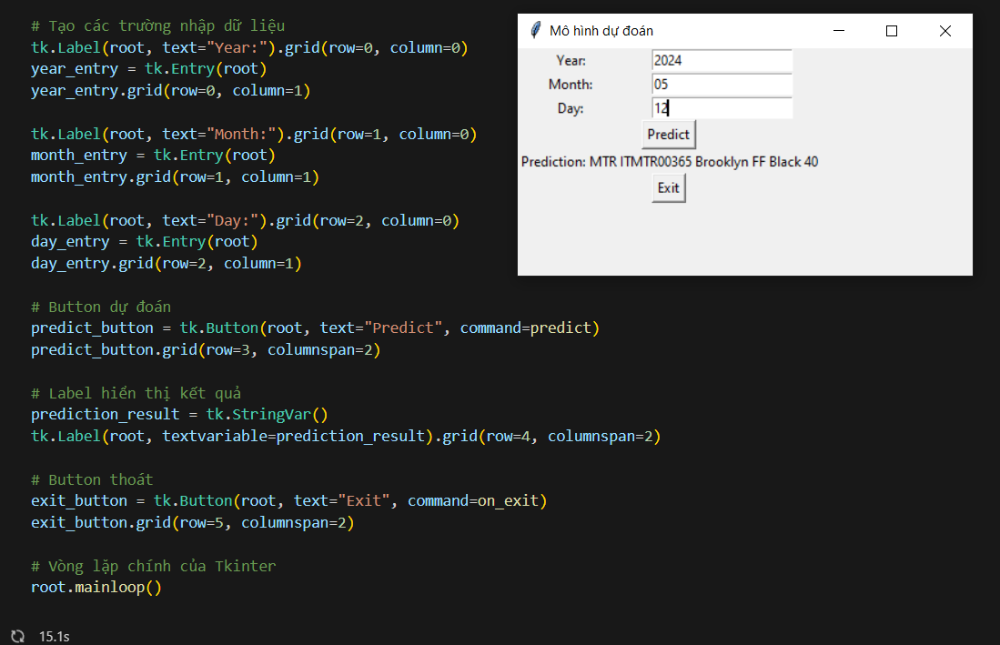 # Tạo các trường nhập dữ liệu
tk.Label(root, text="Year:").grid(row=0, column=0)
year_entry = tk.Entry(root)
year_entry.grid(row=0, column=1)
tk.Label(root, text="Month:").grid(row=1, column=0)
month_entry = tk.Entry(root)
month_entry.grid(row=1, column=1)
tk.Label(root, text="Day:").grid(row=2, column=0)
day_entry = tk.Entry(root)
day_entry.grid(row=2, column=1)
# Button dự đoán
predict_button = tk.Button(root, text="Predict", command=predict)
predict_button.grid(row=3, columnspan=2)
# Label hiển thị kết quả
prediction_result = tk.StringVar()
tk.Label(root, textvariable=prediction_result).grid(row=4, columnspan=2)
# Button thoát
exit_button = tk.Button(root, text="Exit", command=on_exit)
exit_button.grid(row=5, columnspan=2)
# Vòng lặp chính của Tkinter
root.mainloop()
15.1s
Mô hình dự đoán
Year: 2024
Month: 05
Day: 12
Predict
Prediction: MTR ITMTR00365 Brooklyn FF Black 40
Exit